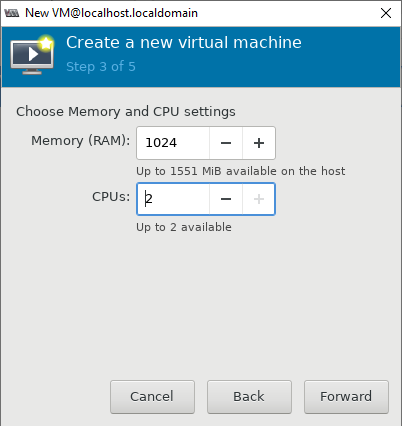 New VM@localhost.localdomain
Create a new virtual machine
Step 3 of 5
Choose Memory and CPU settings
Memory (RAM): 1024 − +
Up to 1551 MiB available on the host
CPUs: 2 − +
Up to 2 available
Cancel Back Forward